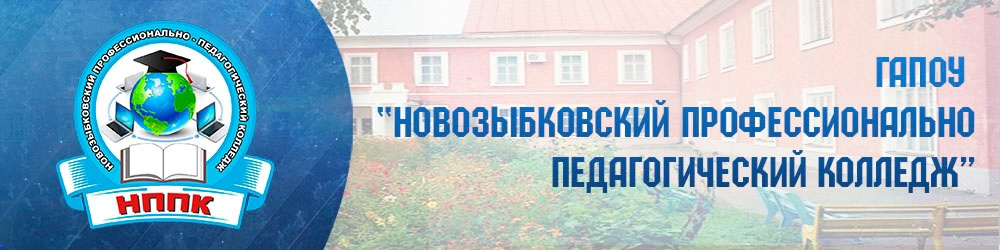 НОВОЗЫБКОВСКИЙ ПРОФЕССИОНАЛЬНО - ПЕДАГОГИЧЕСКИЙ КОЛЛЕДЖ
НППК
ГАПОУ
"НОВОЗЫБКОВСКИЙ ПРОФЕССИОНАЛЬНО
ПЕДАГОГИЧЕСКИЙ КОЛЛЕДЖ"